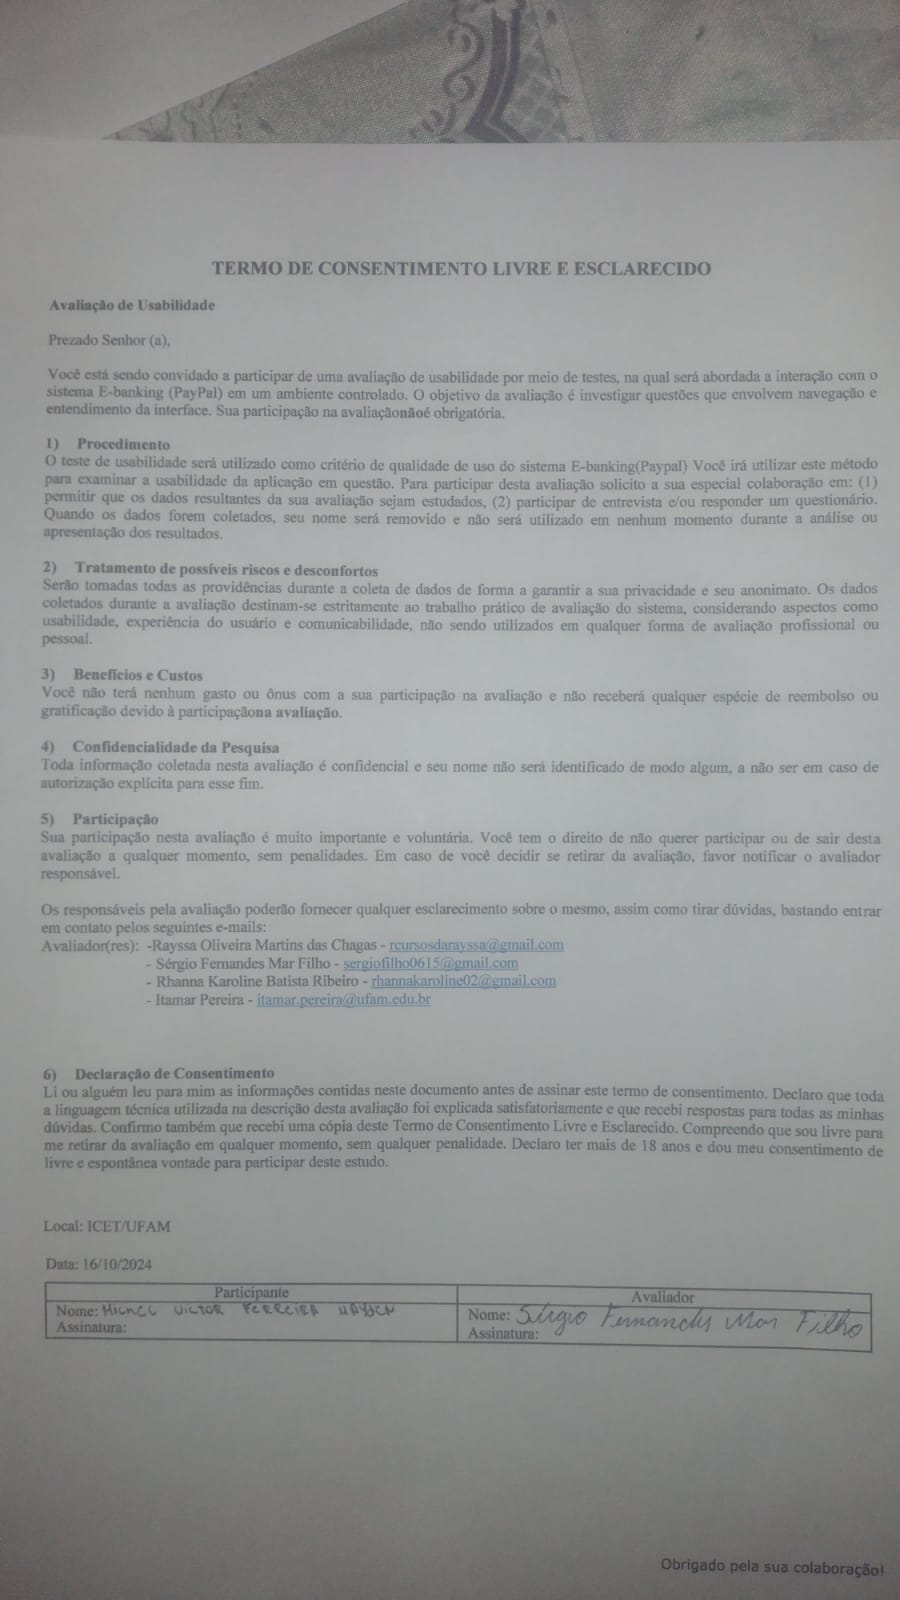 TERMO DE CONSENTIMENTO LIVRE E ESCLARECIDO
Avaliação de Usabilidade
Prezado Senhor (a),
Você está sendo convidado a participar de uma avaliação de usabilidade por meio de testes, na qual será abordada a interação com o
sistema E-banking (PayPal) em um ambiente controlado. O objetivo da avaliação é investigar questões que envolvem navegação e
entendimento da interface. Sua participação na avaliaçãonãoé obrigatória.
1) Procedimento
O teste de usabilidade será utilizado como critério de qualidade de uso do sistema E-banking(Paypal) Você irá utilizar este método
para examinar a usabilidade da aplicação em questão. Para participar desta avaliação solicito a sua especial colaboração em: (1)
permitir que os dados resultantes da sua avaliação sejam estudados, (2) participar de entrevista e/ou responder um questionário.
Quando os dados forem coletados, seu nome será removido e não será utilizado em nenhum momento durante a análise ou
apresentação dos resultados.
2) Tratamento de possíveis riscos e desconfortos
Serão tomadas todas as providências durante a coleta de dados de forma a garantir a sua privacidade e seu anonimato. Os dados
coletados durante a avaliação destinam-se estritamente ao trabalho prático de avaliação do sistema, considerando aspectos como
usabilidade, experiência do usuário e comunicabilidade, não sendo utilizados em qualquer forma de avaliação profissional ou
pessoal.
3) Benefícios e Custos
Você não terá nenhum gasto ou ônus com a sua participação na avaliação e não receberá qualquer espécie de reembolso ou
gratificação devido à participaçãona avaliação.
4) Confidencialidade da Pesquisa
Toda informação coletada nesta avaliação é confidencial e seu nome não será identificado de modo algum, a não ser em caso de
autorização explícita para esse fim.
5) Participação
Sua participação nesta avaliação é muito importante e voluntária. Você tem o direito de não querer participar ou de sair desta
avaliação a qualquer momento, sem penalidades. Em caso de você decidir se retirar da avaliação, favor notificar o avaliador
responsável.
Os responsáveis pela avaliação poderão fornecer qualquer esclarecimento sobre o mesmo, assim como tirar dúvidas, bastando entrar
em contato pelos seguintes e-mails:
Avaliador(res): -Rayssa Oliveira Martins das Chagas - rcursosdarayssa@gmail.com
- Sérgio Fernandes Mar Filho - sergiofilho0615@gmail.com
- Rhanna Karoline Batista Ribeiro - rhannakaroline02@gmail.com
- Itamar Pereira - itamar.pereira@ufam.edu.br
6) Declaração de Consentimento
Li ou alguém leu para mim as informações contidas neste documento antes de assinar este termo de consentimento. Declaro que toda
a linguagem técnica utilizada na descrição desta avaliação foi explicada satisfatoriamente e que recebi respostas para todas as minhas
dúvidas. Confirmo também que recebi uma cópia deste Termo de Consentimento Livre e Esclarecido. Compreendo que sou livre para
me retirar da avaliação em qualquer momento, sem qualquer penalidade. Declaro ter mais de 18 anos e dou meu consentimento de
livre e espontânea vontade para participar deste estudo.
Local: ICET/UFAM
Data: 16/10/2024
Participante
Nome: VICTOR FERREIRA
Assinatura:
Avaliador
Nome: Sérgio Fernandes Mar Filho
Assinatura:
Obrigado pela sua colaboração!